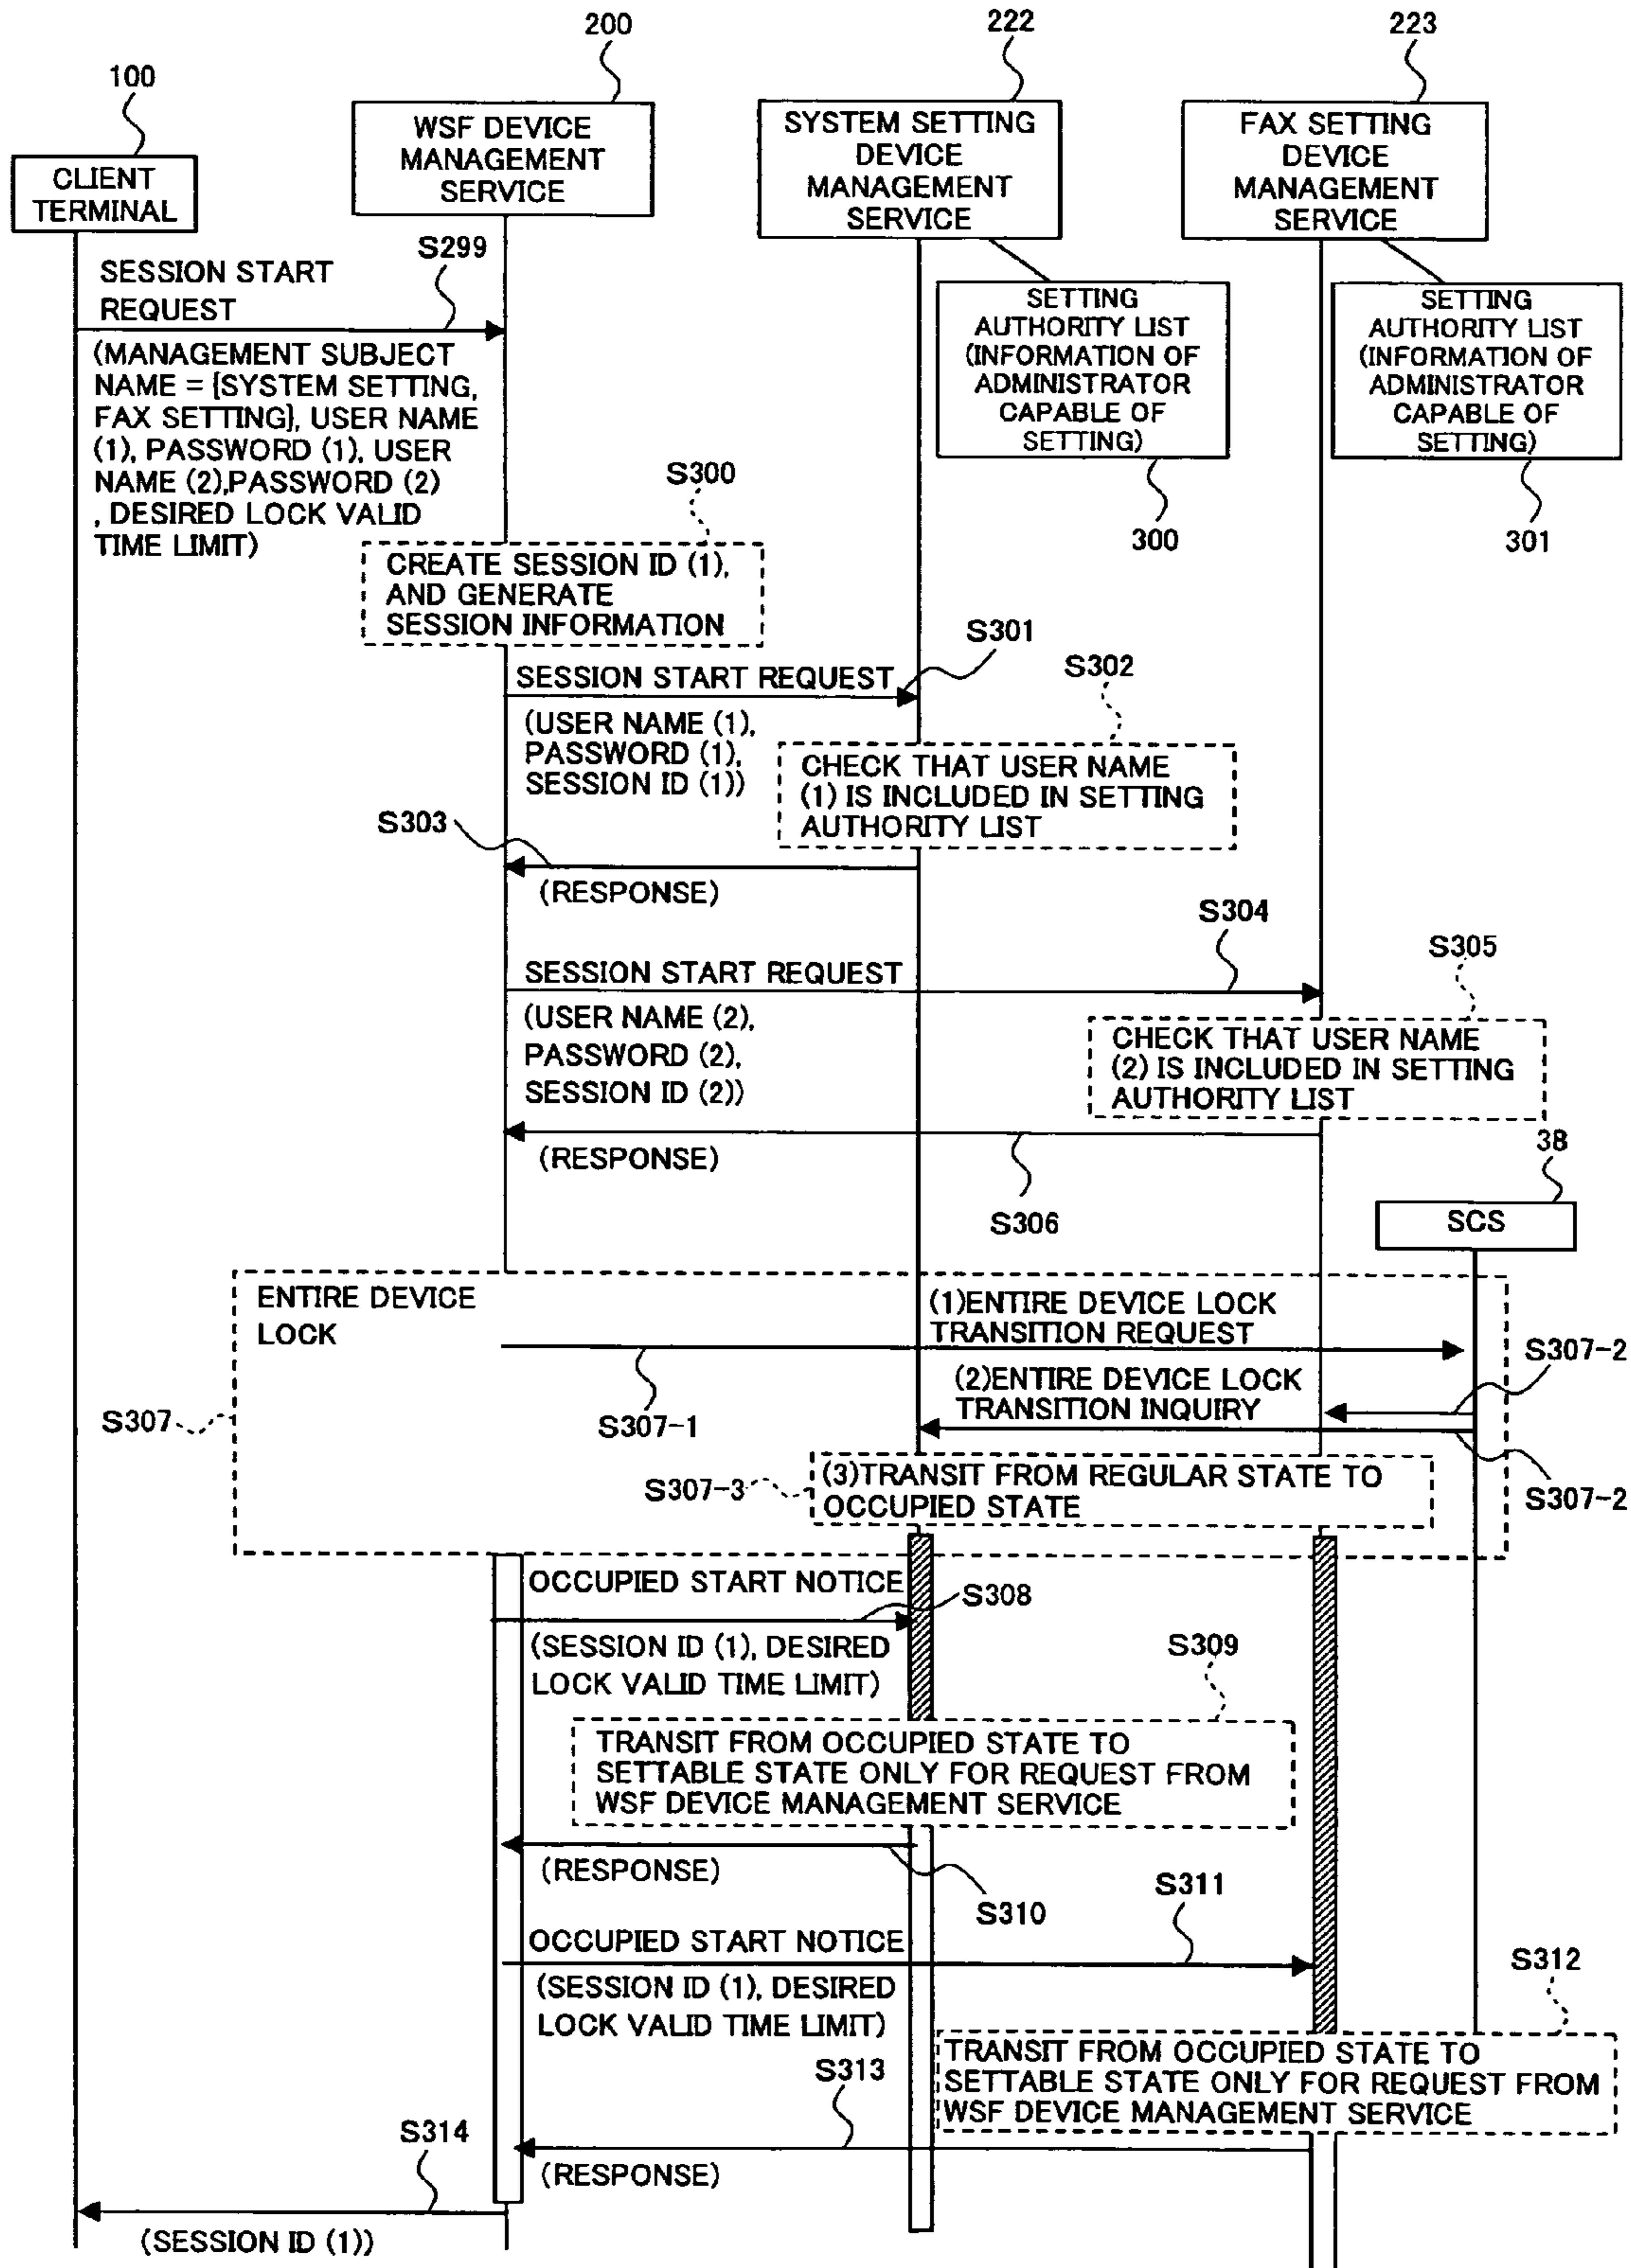 200
222
223
100
WSF DEVICE
MANAGEMENT
SERVICE
SYSTEM SETTING
DEVICE
MANAGEMENT
SERVICE
FAX SETTING
DEVICE
MANAGEMENT
SERVICE
CLIENT
TERMINAL
S299
SESSION START
REQUEST
(MANAGEMENT SUBJECT
NAME = [SYSTEM SETTING,
FAX SETTING], USER NAME
(1), PASSWORD (1), USER
NAME (2),PASSWORD (2)
, DESIRED LOCK VALID
TIME LIMIT)
SETTING
AUTHORITY LIST
(INFORMATION OF
ADMINISTRATOR
CAPABLE OF
SETTING)
300
SETTING
AUTHORITY LIST
(INFORMATION OF
ADMINISTRATOR
CAPABLE OF
SETTING)
301
S300
CREATE SESSION ID (1),
AND GENERATE
SESSION INFORMATION
S301
SESSION START REQUEST
(USER NAME (1),
PASSWORD (1),
SESSION ID (1))
S302
CHECK THAT USER NAME
(1) IS INCLUDED IN SETTING
AUTHORITY LIST
S303
(RESPONSE)
S304
SESSION START REQUEST
(USER NAME (2),
PASSWORD (2),
SESSION ID (2))
S305
CHECK THAT USER NAME
(2) IS INCLUDED IN SETTING
AUTHORITY LIST
(RESPONSE)
S306
38
SCS
ENTIRE DEVICE
LOCK
(1)ENTIRE DEVICE LOCK
TRANSITION REQUEST
S307-1
S307-2
(2)ENTIRE DEVICE LOCK
TRANSITION INQUIRY
S307
S307-2
S307-3
(3)TRANSIT FROM REGULAR STATE TO
OCCUPIED STATE
OCCUPIED START NOTICE
S308
(SESSION ID (1), DESIRED
LOCK VALID TIME LIMIT)
S309
TRANSIT FROM OCCUPIED STATE TO
SETTABLE STATE ONLY FOR REQUEST FROM
WSF DEVICE MANAGEMENT SERVICE
(RESPONSE)
S310
S311
OCCUPIED START NOTICE
(SESSION ID (1), DESIRED
LOCK VALID TIME LIMIT)
S312
TRANSIT FROM OCCUPIED STATE TO
SETTABLE STATE ONLY FOR REQUEST FROM
WSF DEVICE MANAGEMENT SERVICE
S313
(RESPONSE)
S314
(SESSION ID (1))